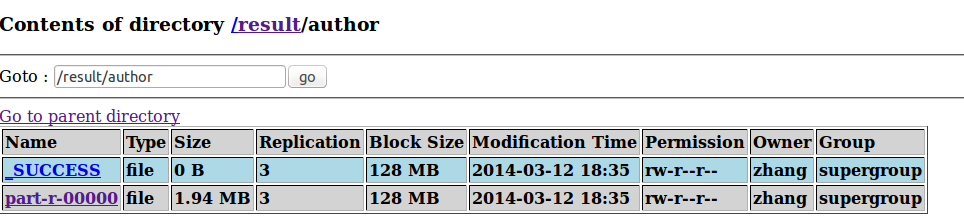 Contents of directory /result/author
Goto : /result/author go
Go to parent directory
Name Type Size Replication Block Size Modification Time Permission Owner Group
_SUCCESS file 0 B 3 128 MB 2014-03-12 18:35 rw-r--r-- zhang supergroup
part-r-00000 file 1.94 MB 3 128 MB 2014-03-12 18:35 rw-r--r-- zhang supergroup